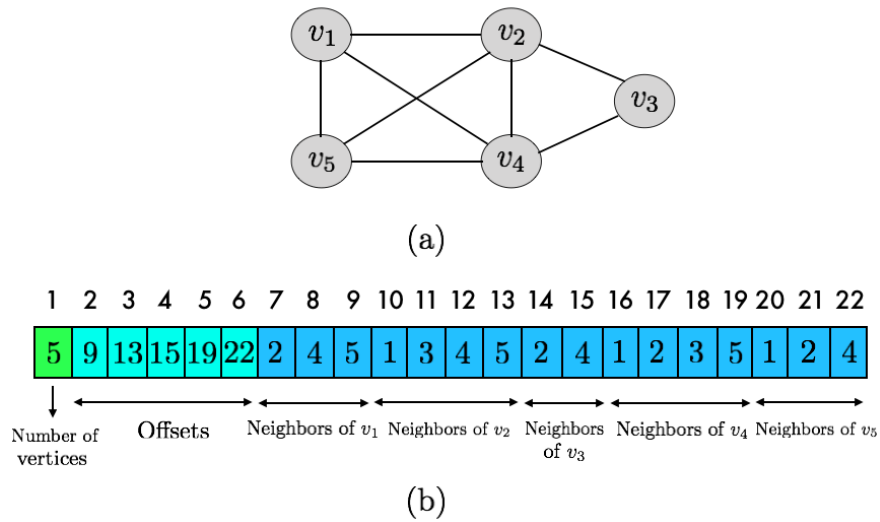 v₁ v₂
v₃
v₅ v₄
(a)
1 2 3 4 5 6 7 8 9 10 11 12 13 14 15 16 17 18 19 20 21 22
5 9 13 15 19 22 2 4 5 1 3 4 5 2 4 1 2 3 5 1 2 4
Number of vertices
Offsets
Neighbors of v₁
Neighbors of v₂
Neighbors
of v₃
Neighbors of v₄
Neighbors of v₅
(b)